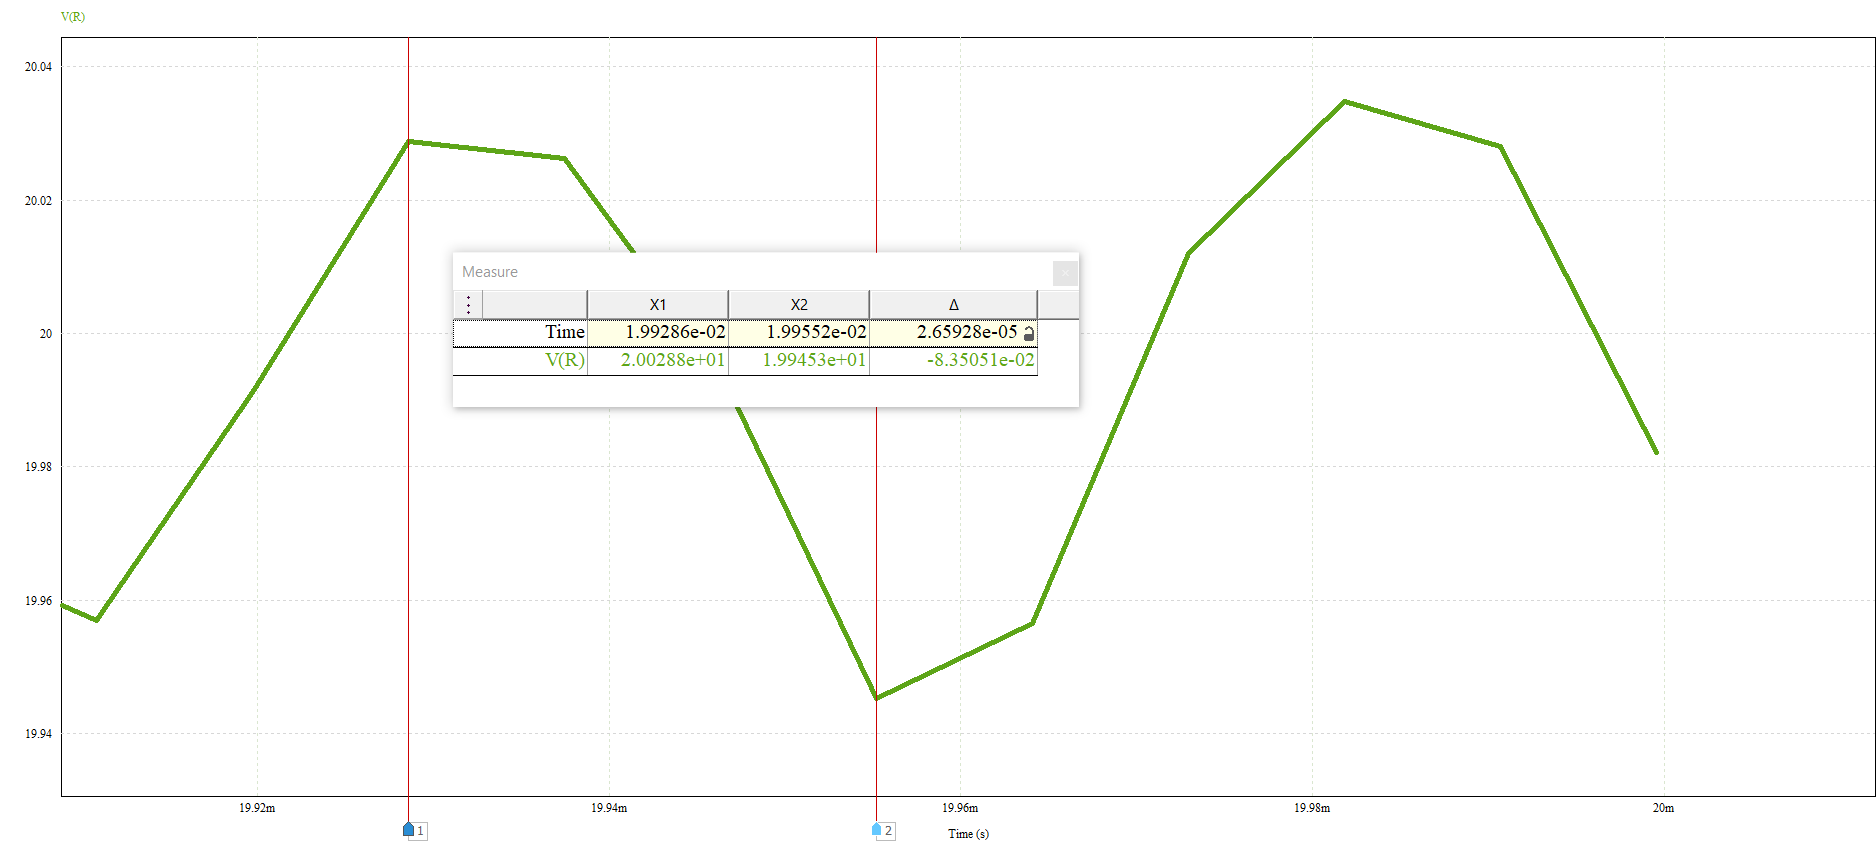 V(R)
20.04
20.02
20
19.98
19.96
19.94
Measure
X1 X2 Δ
Time 1.99286e-02 1.99552e-02 2.65928e-05
V(R) 2.00288e+01 1.99453e+01 -8.35051e-02
19.92m 19.94m 19.96m 19.98m 20m
1 2
Time (s)